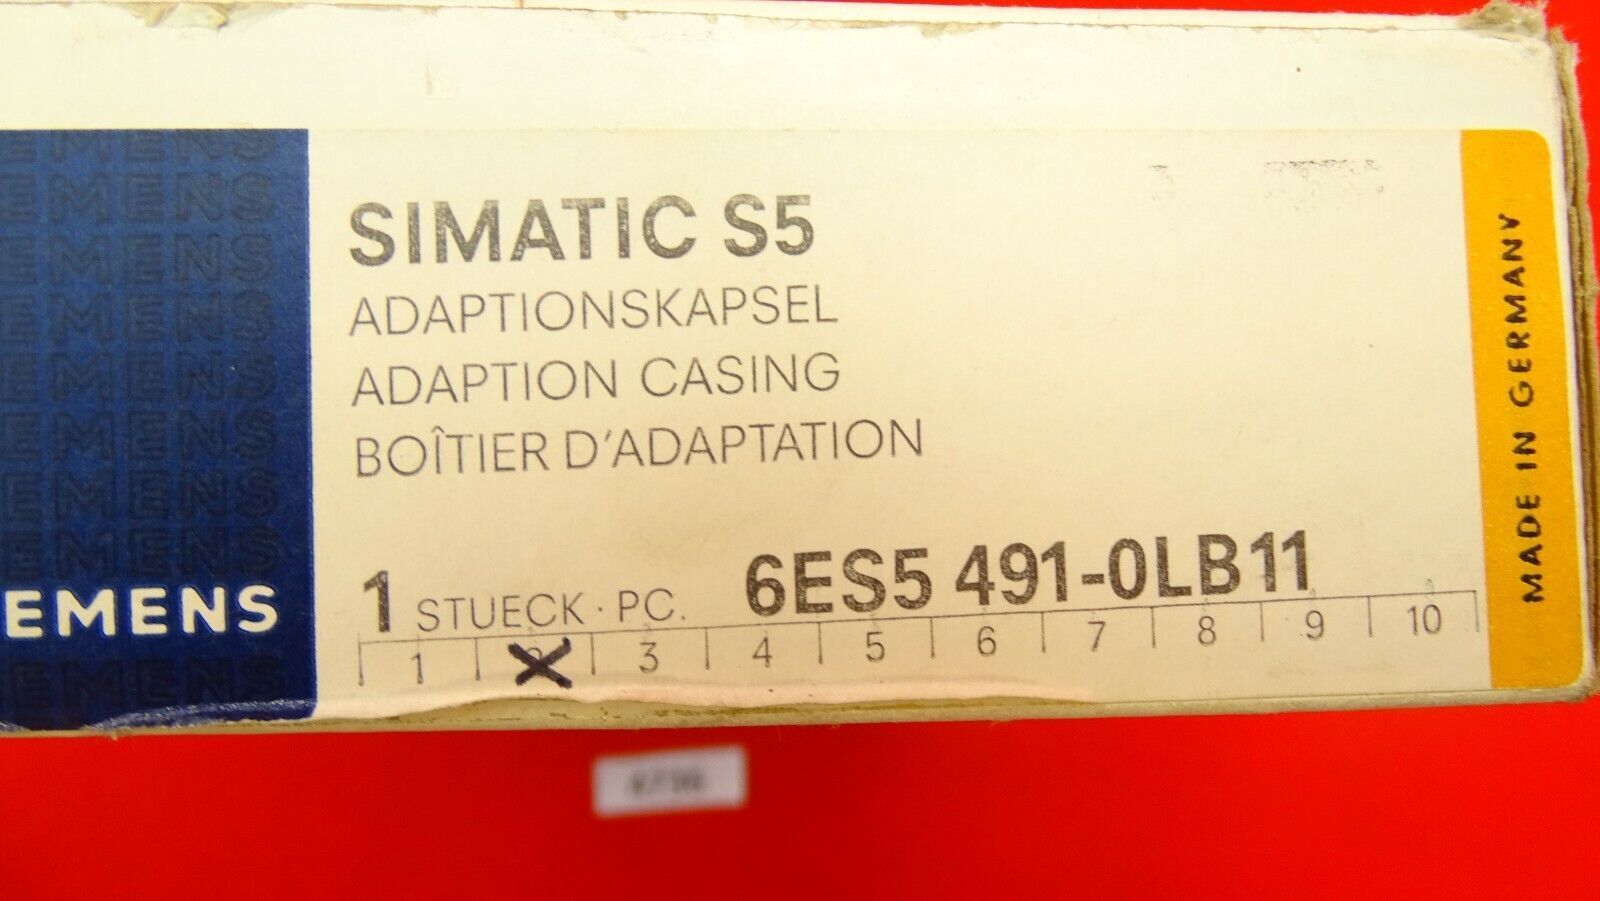 SIMATIC S5
ADAPTIONSKAPSEL
ADAPTION CASING
BOÎTIER D'ADAPTATION
1 STUECK · PC. 6ES5 491-0LB11
1 2 3 4 5 6 7 8 9 10
EMENS
MADE IN GERMANY